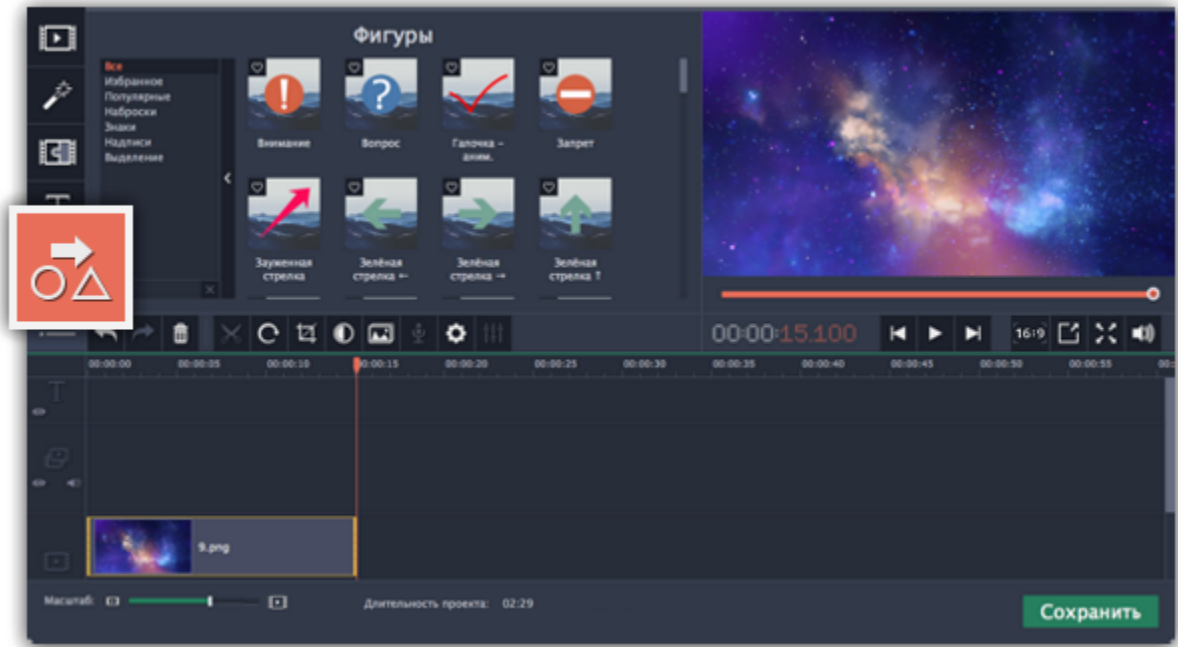 Фигуры
Все
Избранное
Популярные
Наброски
Знаки
Надписи
Выделение
Внимание
Вопрос
Галочка –
аним.
Запрет
Зауженная
стрелка
Зелёная
стрелка ←
Зелёная
стрелка →
Зелёная
стрелка ↑
00:00:15.100
16:9
00:00:00 00:00:05 00:00:10 00:00:15 00:00:20 00:00:25 00:00:30 00:00:35 00:00:40 00:00:45 00:00:50 00:00:55
9.png
Масштаб:
Длительность проекта: 02:29
Сохранить